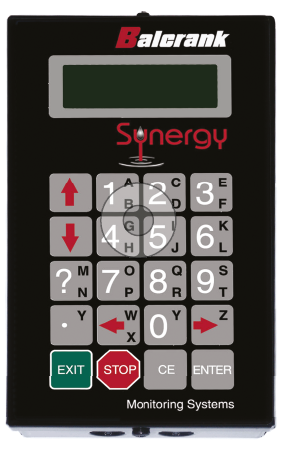 Balcrank
Synergy
1 A B 2 C D 3 E F
4 G H 5 I J 6 K L
? M N 7 O P 8 Q R 9 S T
. Y W X 0 Y Z
EXIT STOP CE ENTER
Monitoring Systems